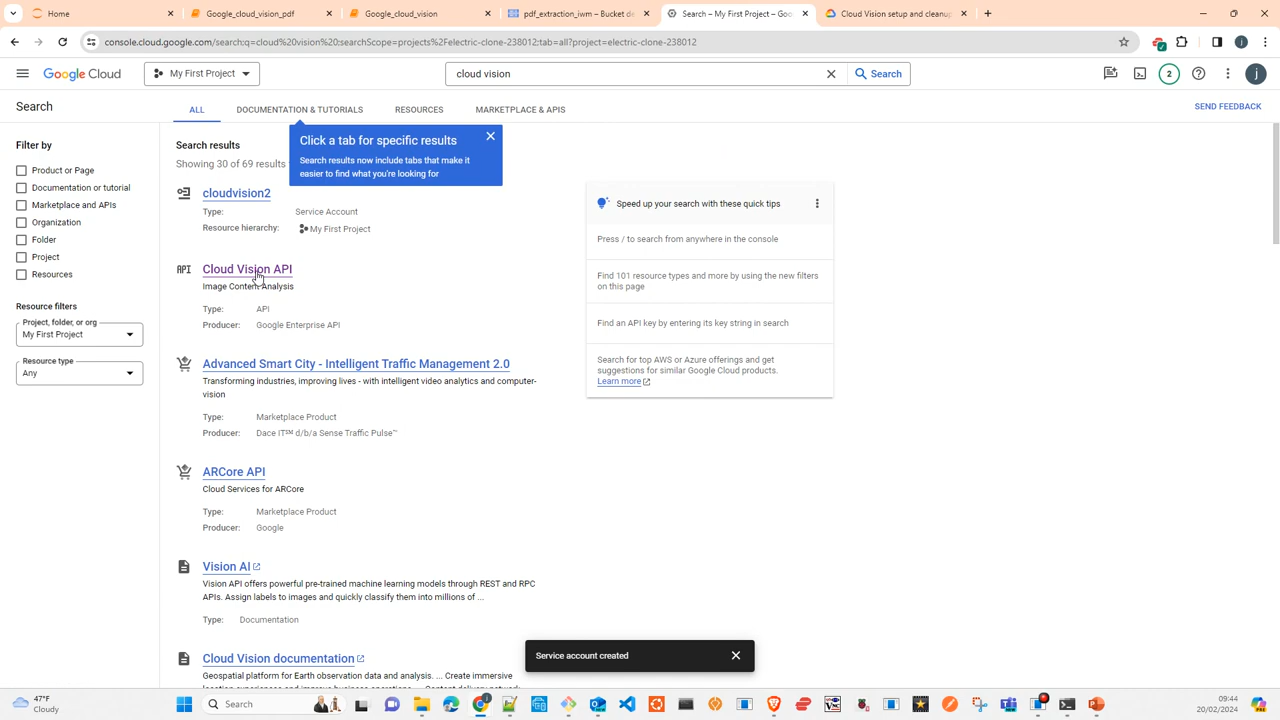 Home
Google_cloud_vision_pdf
Google_cloud_vision
pdf_extraction_iwm – Bucket de
Search – My First Project – Goo
Cloud Vision setup and cleanup
console.cloud.google.com/search;q=cloud%20vision;searchScope=projects%2Felectric-clone-238012;tab=all?project=electric-clone-238012
Google Cloud
My First Project
cloud vision
Search
2
j
Search
ALL
DOCUMENTATION & TUTORIALS
RESOURCES
MARKETPLACE & APIS
SEND FEEDBACK
Filter by
Product or Page
Documentation or tutorial
Marketplace and APIs
Organization
Folder
Project
Resources
Resource filters
Project, folder, or org
My First Project
Resource type
Any
Search results
Showing 30 of 69 results
Click a tab for specific results
Search results now include tabs that make it
easier to find what you're looking for
cloudvision2
Type: Service Account
Resource hierarchy: My First Project
API
Cloud Vision API
Image Content Analysis
Type: API
Producer: Google Enterprise API
Advanced Smart City - Intelligent Traffic Management 2.0
Transforming industries, improving lives - with intelligent video analytics and computer-
vision
Type: Marketplace Product
Producer: Dace IT℠ d/b/a Sense Traffic Pulse™
ARCore API
Cloud Services for ARCore
Type: Marketplace Product
Producer: Google
Vision AI
Vision API offers powerful pre-trained machine learning models through REST and RPC
APIs. Assign labels to images and quickly classify them into millions of ...
Type: Documentation
Cloud Vision documentation
Geospatial platform for Earth observation data and analysis. ... Create immersive
Speed up your search with these quick tips
Press / to search from anywhere in the console
Find 101 resource types and more by using the new filters
on this page
Find an API key by entering its key string in search
Search for top AWS or Azure offerings and get
suggestions for similar Google Cloud products.
Learn more
Service account created
47°F
Cloudy
Search
09:44
20/02/2024